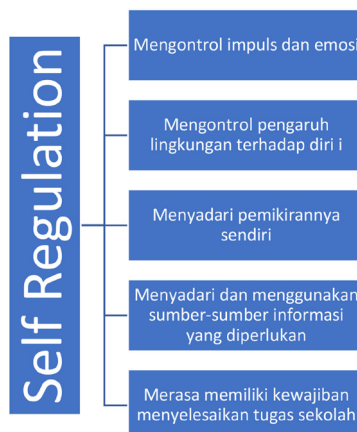 Self Regulation
Mengontrol impuls dan emosi
Mengontrol pengaruh
lingkungan terhadap diri i
Menyadari pemikirannya
sendiri
Menyadari dan menggunakan
sumber-sumber informasi
yang diperlukan
Merasa memiliki kewajiban
menyelesaikan tugas sekolah